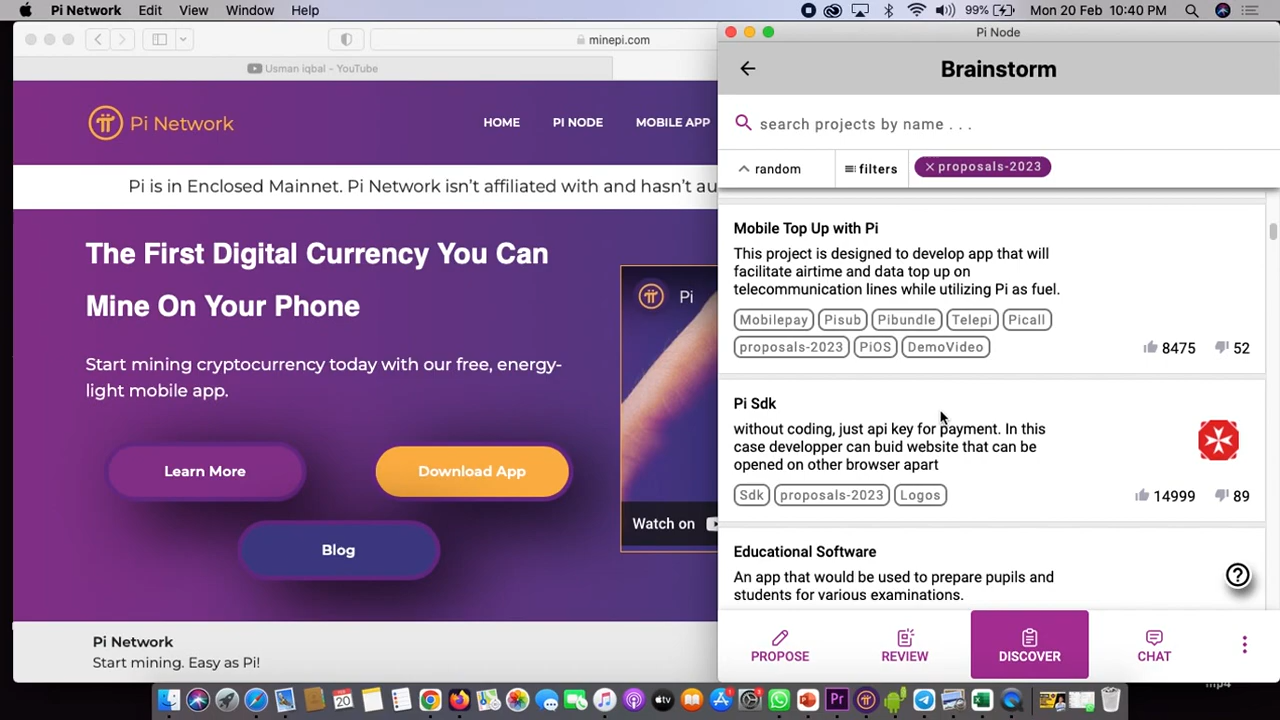 Pi Network Edit View Window Help
99% Mon 20 Feb 10:40 PM
minepi.com
Usman iqbal - YouTube
Pi Network
HOME PI NODE MOBILE APP
Pi is in Enclosed Mainnet. Pi Network isn't affiliated with and hasn't au
The First Digital Currency You Can
Mine On Your Phone
Start mining cryptocurrency today with our free, energy-
light mobile app.
Learn More
Download App
Blog
Pi
Watch on
Pi Network
Start mining. Easy as Pi!
Pi Node
Brainstorm
search projects by name . . .
random
filters
proposals-2023
Mobile Top Up with Pi
This project is designed to develop app that will
facilitate airtime and data top up on
telecommunication lines while utilizing Pi as fuel.
Mobilepay Pisub Pibundle Telepi Picall
proposals-2023 PiOS DemoVideo
8475 52
Pi Sdk
without coding, just api key for payment. In this
case developper can buid website that can be
opened on other browser apart
Sdk proposals-2023 Logos
14999 89
Educational Software
An app that would be used to prepare pupils and
students for various examinations.
PROPOSE REVIEW DISCOVER CHAT
mp4